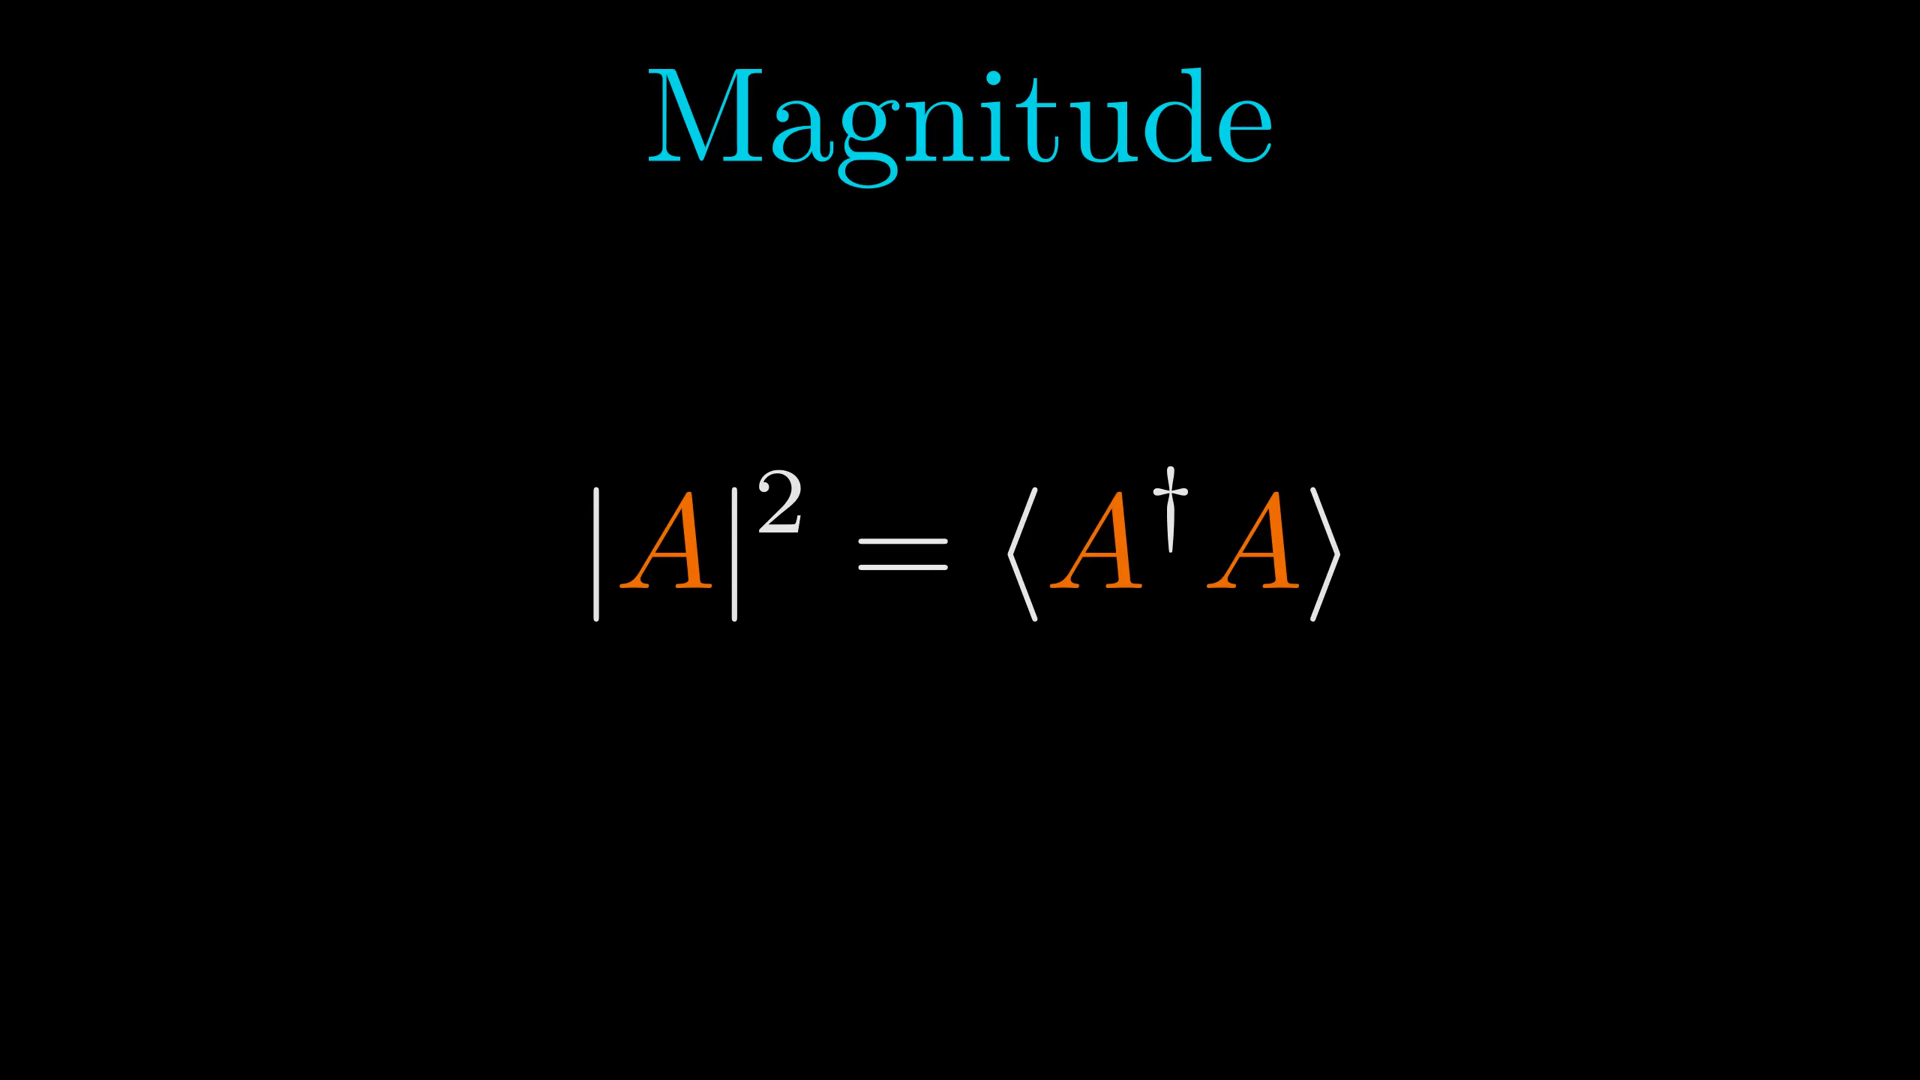 Magnitude
|A|² = ⟨A†A⟩